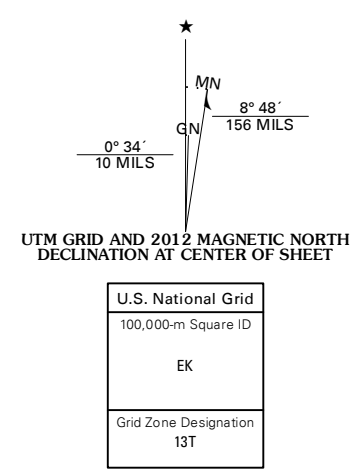 ★
MN
8° 48´
156 MILS
GN
0° 34´
10 MILS
UTM GRID AND 2012 MAGNETIC NORTH
DECLINATION AT CENTER OF SHEET
U.S. National Grid
100,000-m Square ID
EK
Grid Zone Designation
13T